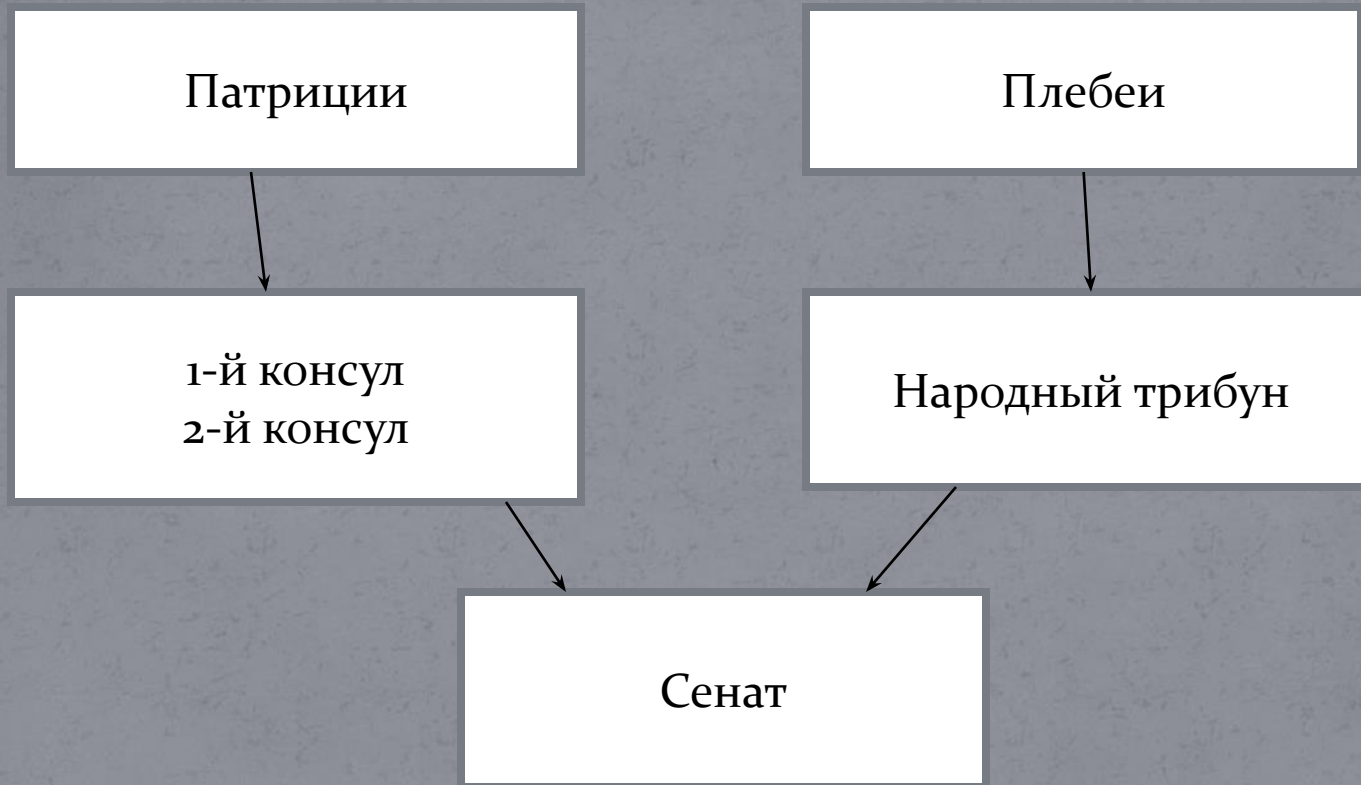 Патриции
Плебеи
1-й консул
2-й консул
Народный трибун
Сенат